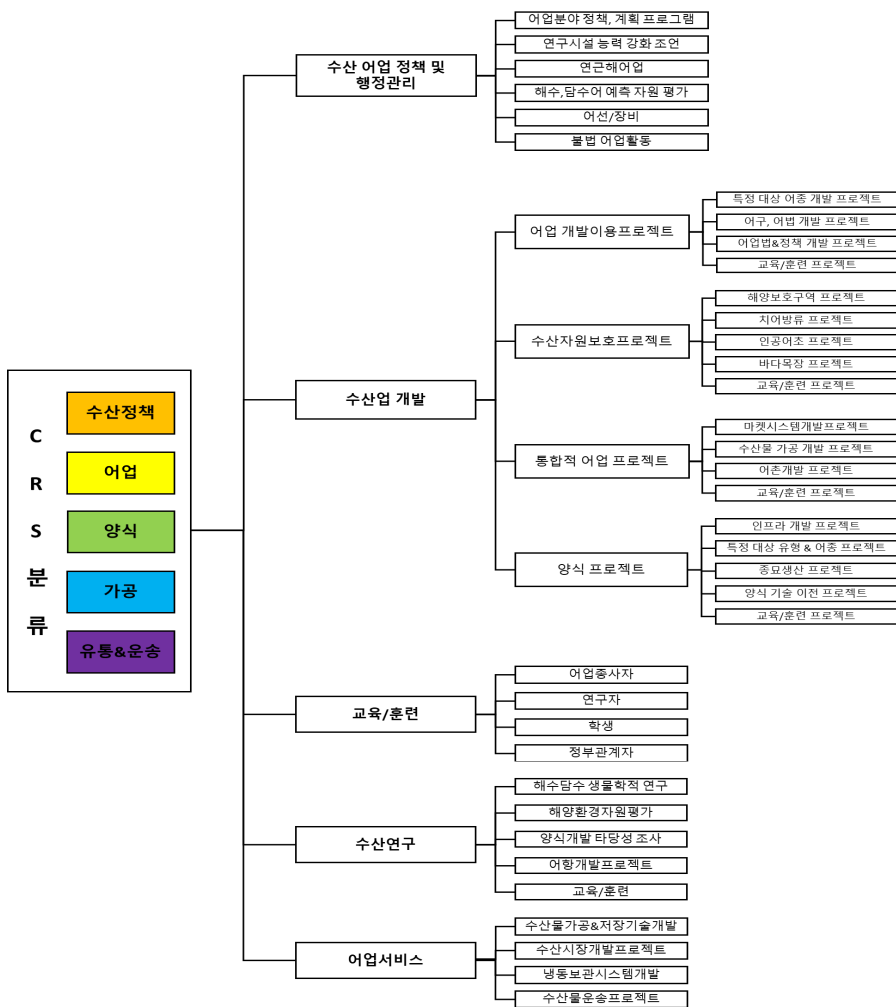 C
R
S
분
류
수산정책
어업
양식
가공
유통&운송
수산 어업 정책 및
행정관리
어업분야 정책, 계획 프로그램
연구시설 능력 강화 조언
연근해어업
해수,담수어 예측 자원 평가
어선/장비
불법 어업활동
수산업 개발
어업 개발이용프로젝트
특정 대상 어종 개발 프로젝트
어구, 어법 개발 프로젝트
어업법&정책 개발 프로젝트
교육/훈련 프로젝트
수산자원보호프로젝트
해양보호구역 프로젝트
치어방류 프로젝트
인공어초 프로젝트
바다목장 프로젝트
교육/훈련 프로젝트
통합적 어업 프로젝트
마켓시스템개발프로젝트
수산물 가공 개발 프로젝트
어촌개발 프로젝트
교육/훈련 프로젝트
양식 프로젝트
인프라 개발 프로젝트
특정 대상 유형 & 어종 프로젝트
종묘생산 프로젝트
양식 기술 이전 프로젝트
교육/훈련 프로젝트
교육/훈련
어업종사자
연구자
학생
정부관계자
수산연구
해수담수 생물학적 연구
해양환경자원평가
양식개발 타당성 조사
어항개발프로젝트
교육/훈련
어업서비스
수산물가공&저장기술개발
수산시장개발프로젝트
냉동보관시스템개발
수산물운송프로젝트